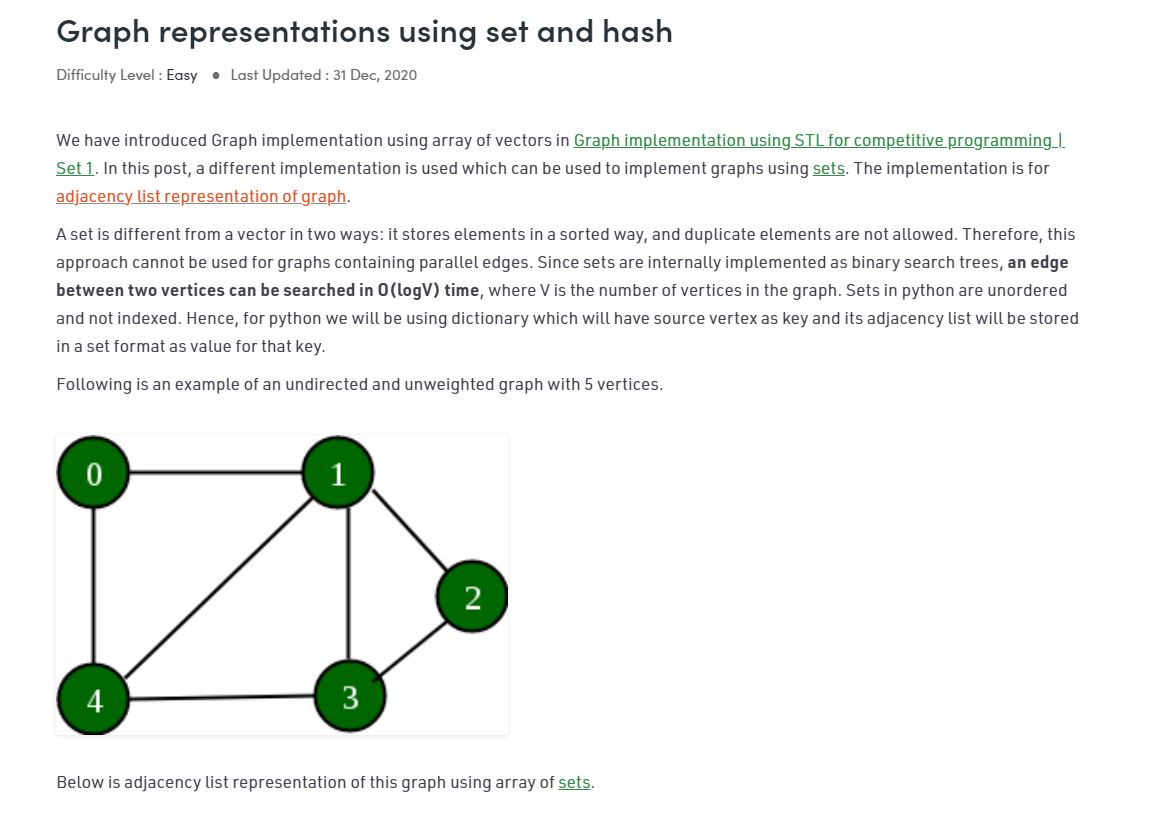 Graph representations using set and hash
Difficulty Level : Easy ● Last Updated : 31 Dec, 2020
We have introduced Graph implementation using array of vectors in Graph implementation using STL for competitive programming |
Set 1. In this post, a different implementation is used which can be used to implement graphs using sets. The implementation is for
adjacency list representation of graph.
A set is different from a vector in two ways: it stores elements in a sorted way, and duplicate elements are not allowed. Therefore, this
approach cannot be used for graphs containing parallel edges. Since sets are internally implemented as binary search trees, an edge
between two vertices can be searched in O(logV) time, where V is the number of vertices in the graph. Sets in python are unordered
and not indexed. Hence, for python we will be using dictionary which will have source vertex as key and its adjacency list will be stored
in a set format as value for that key.
Following is an example of an undirected and unweighted graph with 5 vertices.
0 1
2
4 3
Below is adjacency list representation of this graph using array of sets.